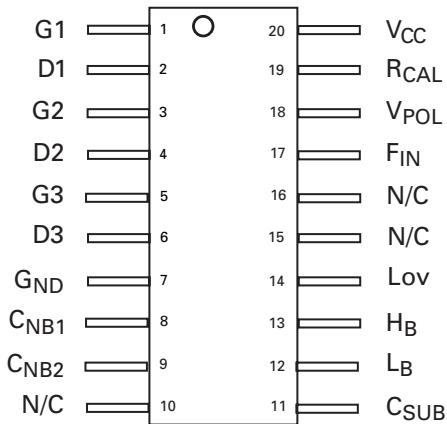 G1 1 20 VCC
D1 2 19 RCAL
G2 3 18 VPOL
D2 4 17 FIN
G3 5 16 N/C
D3 6 15 N/C
GND 7 14 Lov
CNB1 8 13 HB
CNB2 9 12 LB
N/C 10 11 CSUB